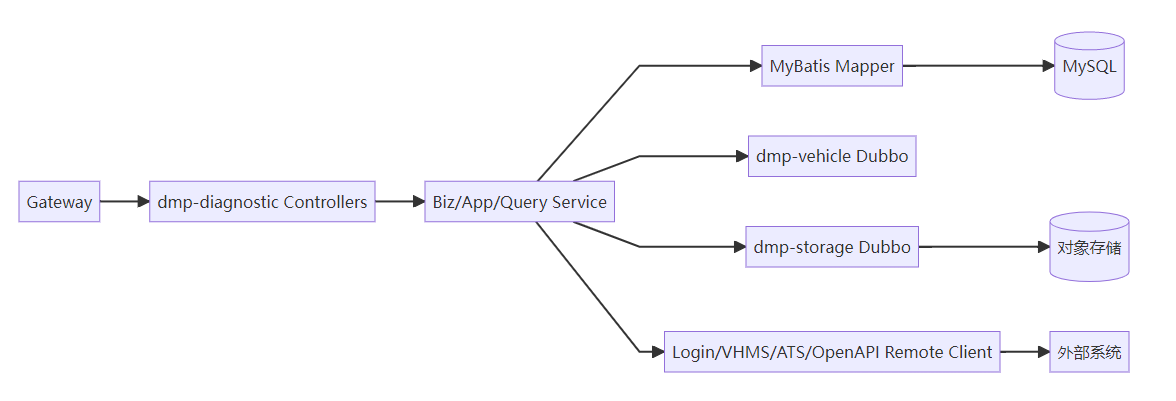 Gateway
dmp-diagnostic Controllers
Biz/App/Query Service
MyBatis Mapper
MySQL
dmp-vehicle Dubbo
dmp-storage Dubbo
对象存储
Login/VHMS/ATS/OpenAPI Remote Client
外部系统